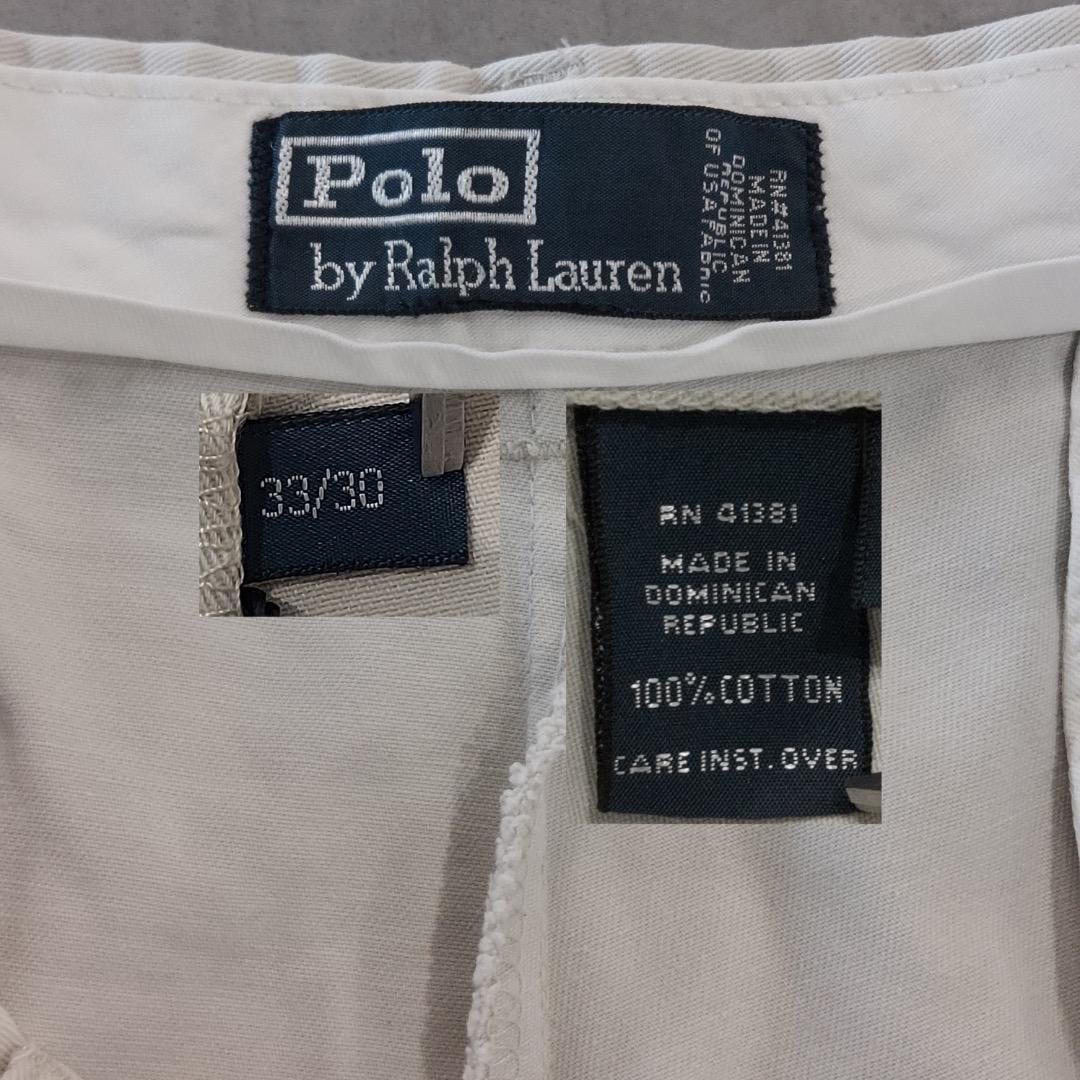 Polo
by Ralph Lauren
RN#41381
MADE IN
DOMINICAN
REPUBLIC
OF USA FABRIC
33/30
RN 41381
MADE IN
DOMINICAN
REPUBLIC
100% COTTON
CARE INST. OVER